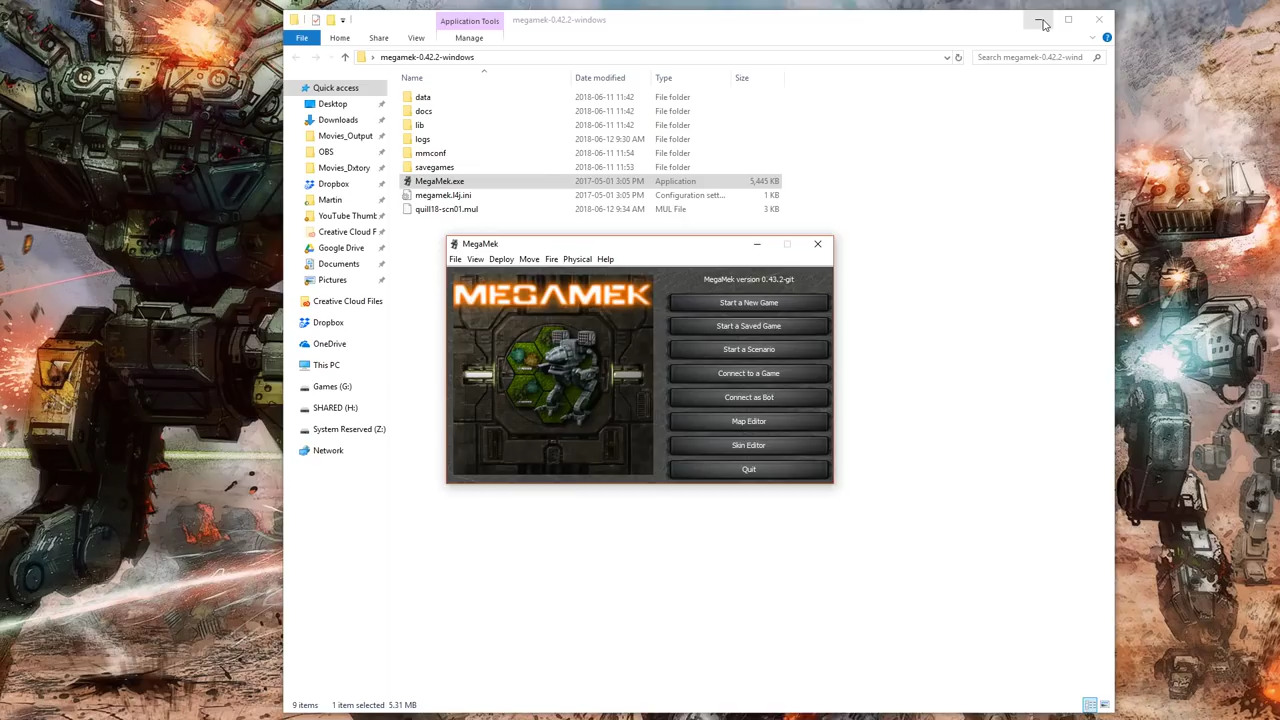 Application Tools
megamek-0.42.2-windows
File
Home
Share
View
Manage
megamek-0.42.2-windows
Search megamek-0.42.2-wind
Name
Date modified
Type
Size
Quick access
Desktop
Downloads
Movies_Output
OBS
Movies_Dxtory
Dropbox
Martin
YouTube Thumb
Creative Cloud F
Google Drive
Documents
Pictures
Creative Cloud Files
Dropbox
OneDrive
This PC
Games (G:)
SHARED (H:)
System Reserved (Z:)
Network
data 2018-06-11 11:42 File folder
docs 2018-06-11 11:42 File folder
lib 2018-06-11 11:42 File folder
logs 2018-06-12 9:30 AM File folder
mmconf 2018-06-11 11:54 File folder
savegames 2018-06-11 11:53 File folder
MegaMek.exe 2017-05-01 3:05 PM Application 5,445 KB
megamek.l4j.ini 2017-05-01 3:05 PM Configuration sett... 1 KB
quill18-scn01.mul 2018-06-12 9:34 AM MUL File 3 KB
MegaMek
File View Deploy Move Fire Physical Help
MEGAMEK
MegaMek version 0.43.2-git
Start a New Game
Start a Saved Game
Start a Scenario
Connect to a Game
Connect as Bot
Map Editor
Skin Editor
Quit
9 items 1 item selected 5.31 MB